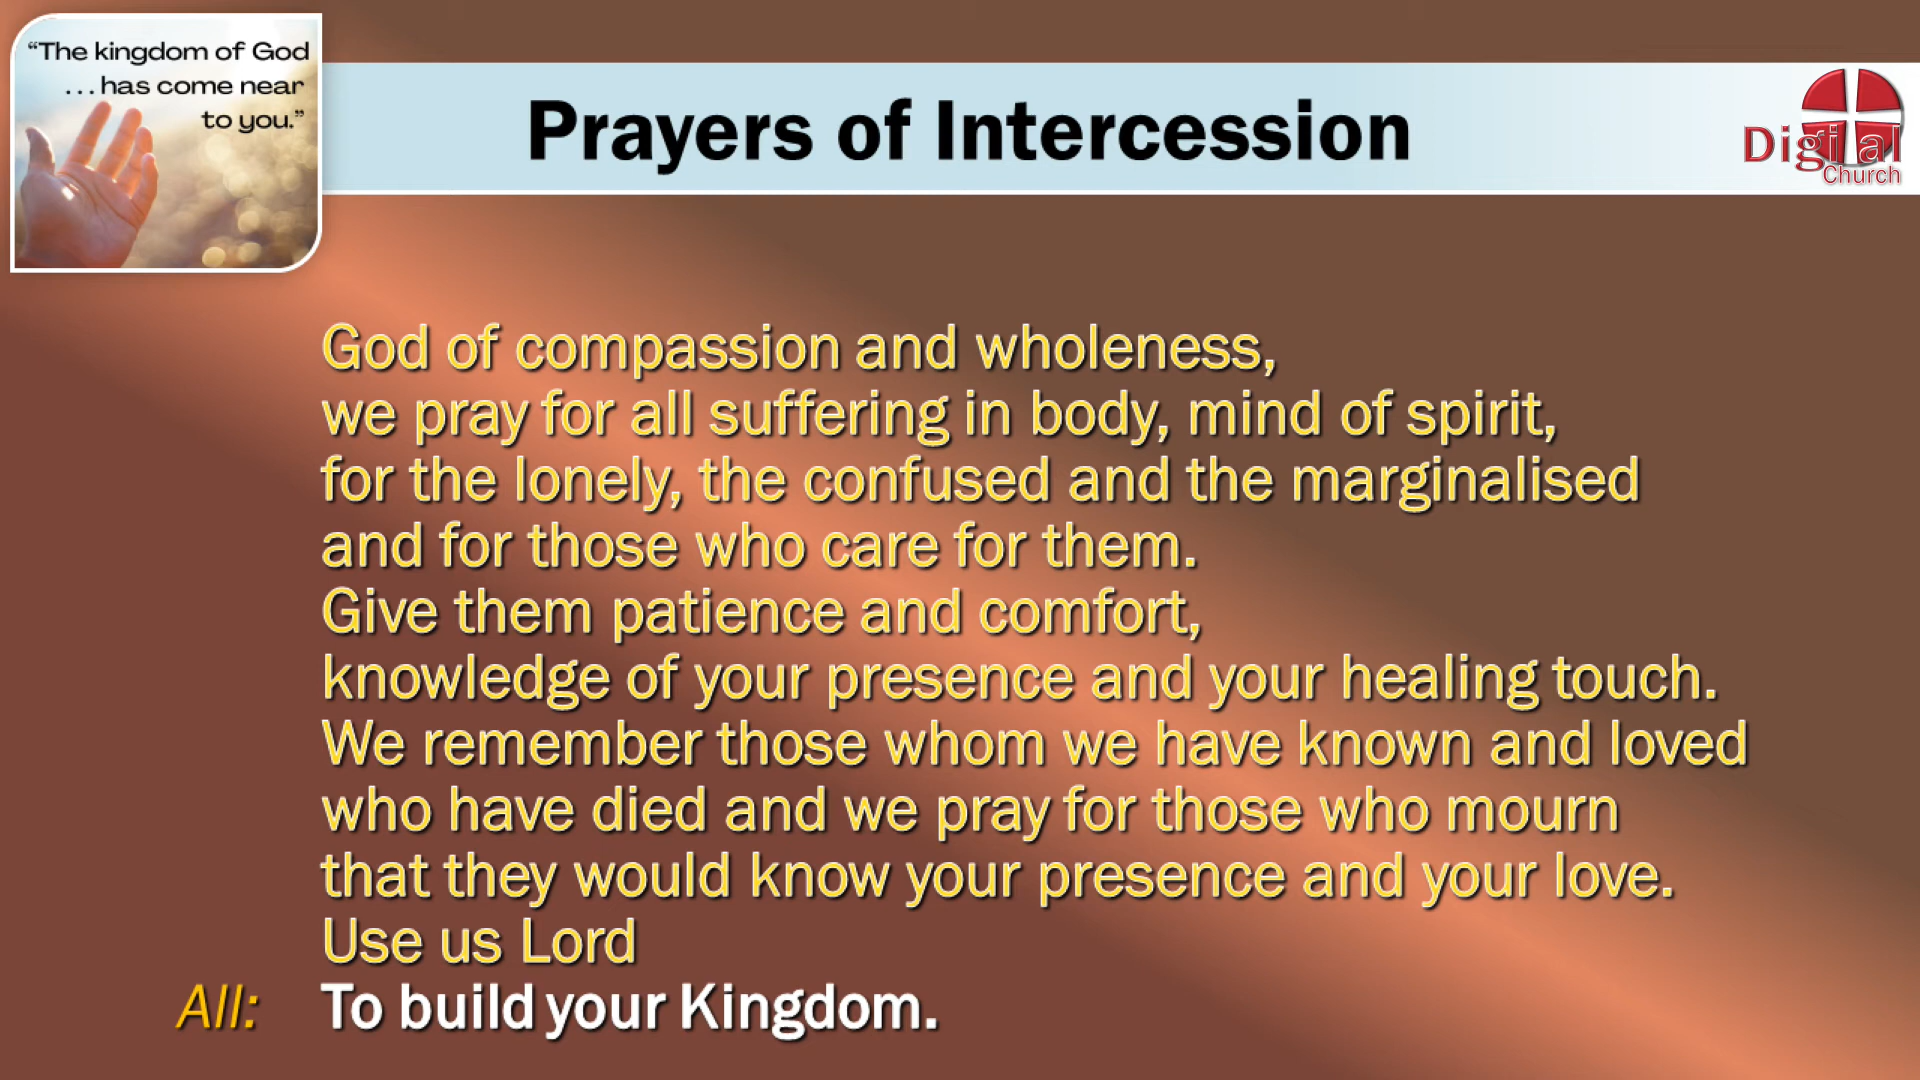 “The kingdom of God
...has come near
to you.”
Prayers of Intercession
Digital
Church
God of compassion and wholeness,
we pray for all suffering in body, mind of spirit,
for the lonely, the confused and the marginalised
and for those who care for them.
Give them patience and comfort,
knowledge of your presence and your healing touch.
We remember those whom we have known and loved
who have died and we pray for those who mourn
that they would know your presence and your love.
Use us Lord
All: To build your Kingdom.